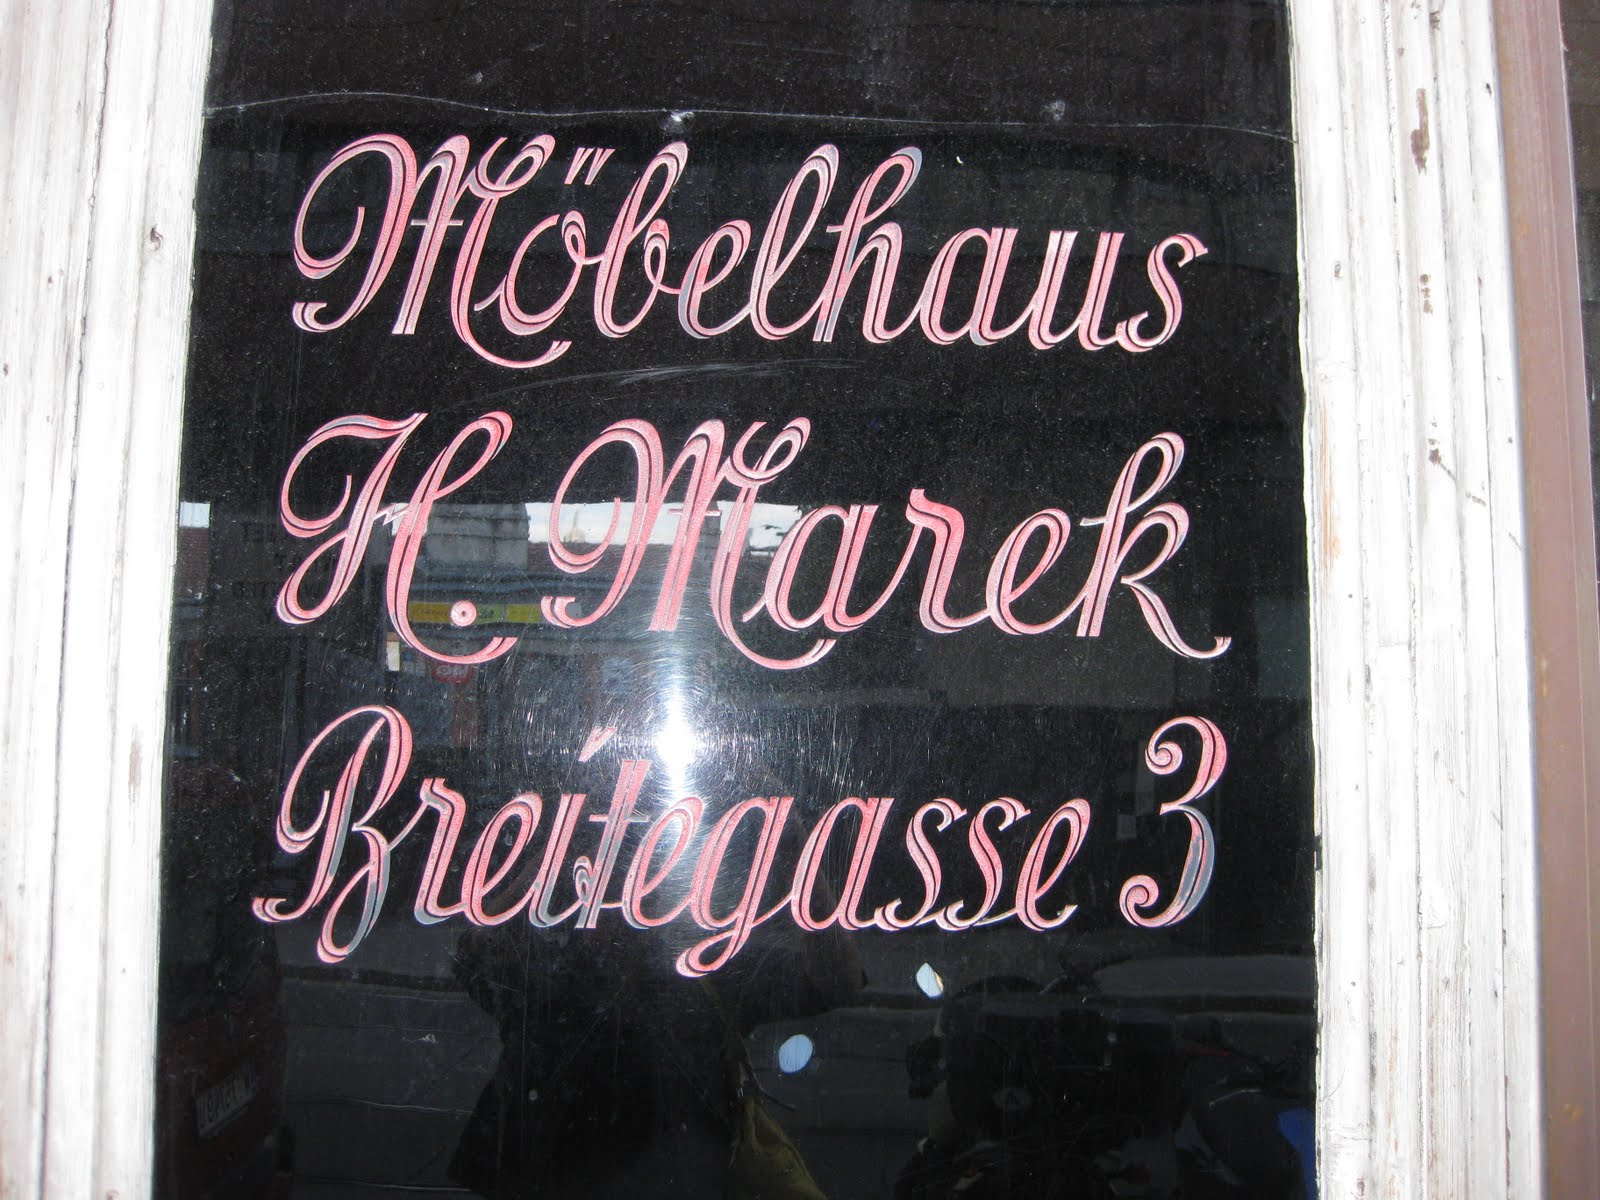 Möbelhaus
H. Marek
Breitegasse 3